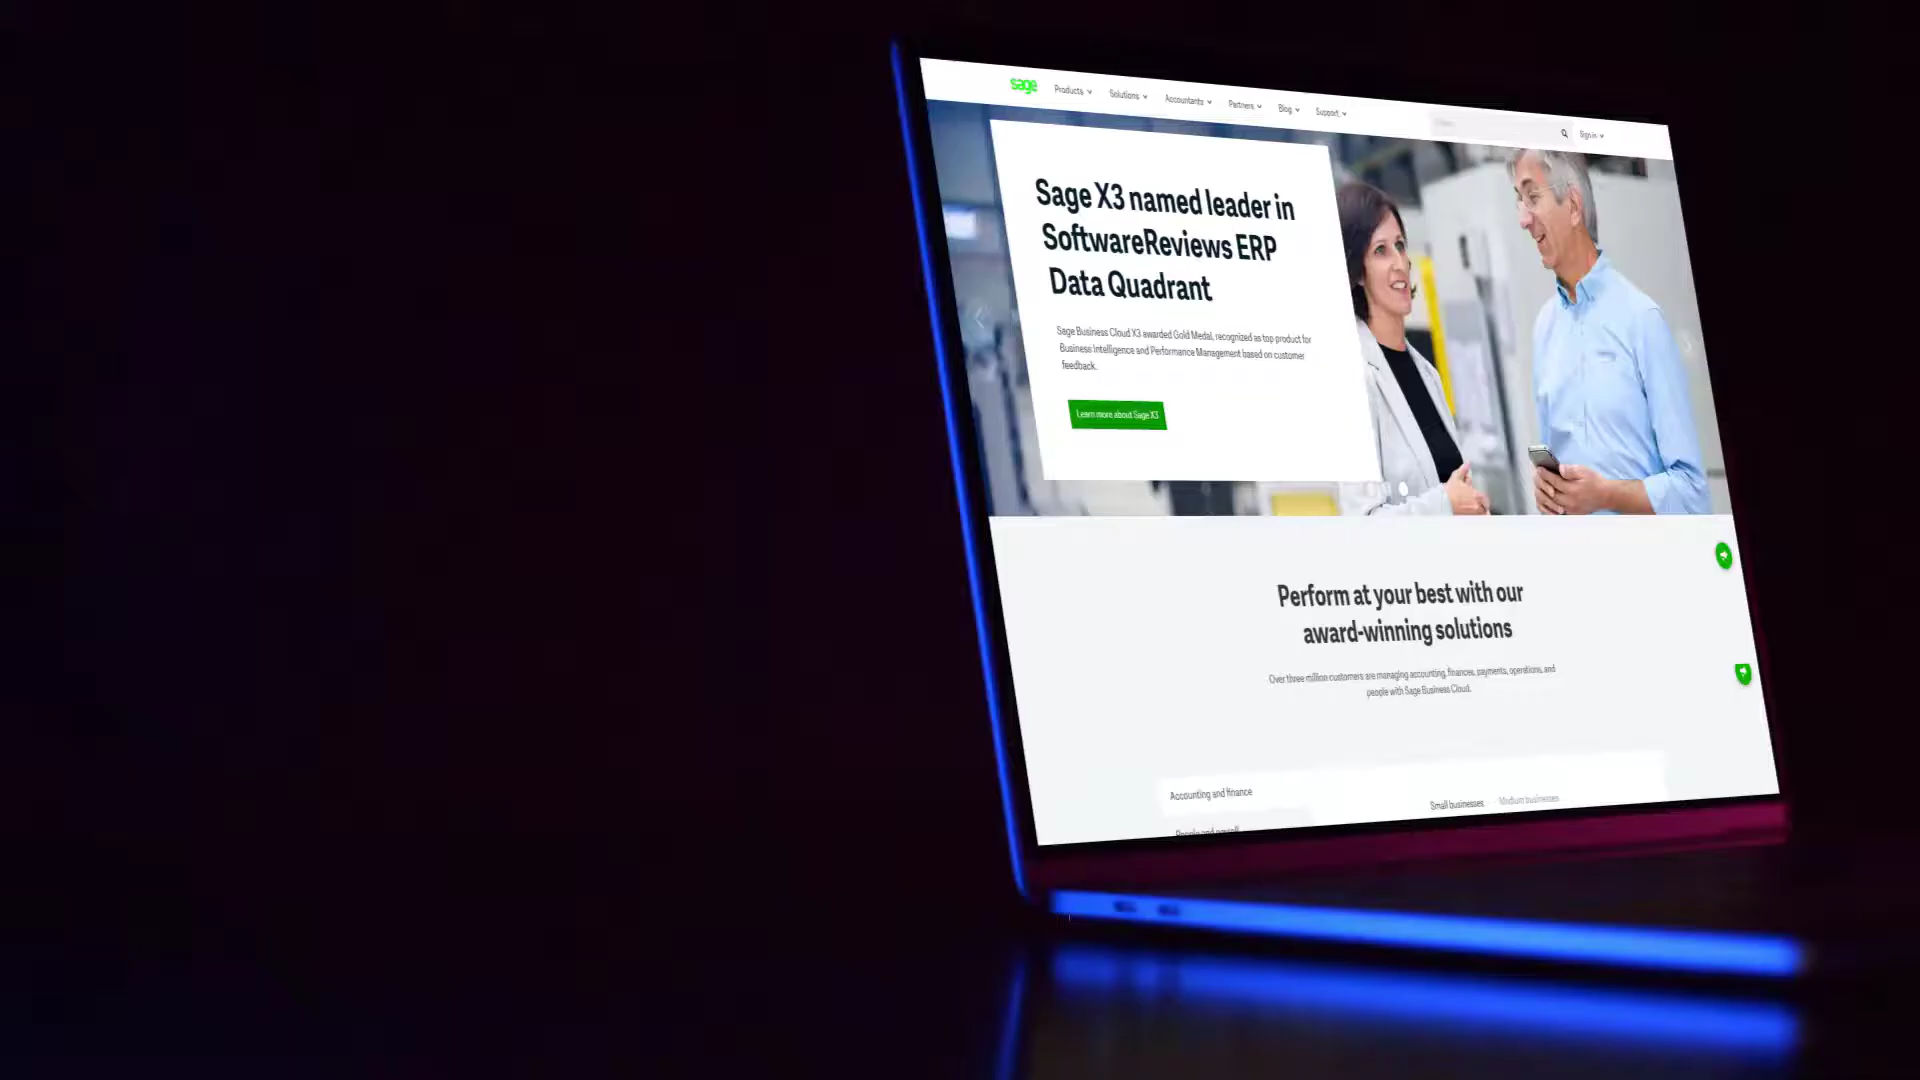 sage Products Solutions Accountants Partners Blog Support Sign in
Sage X3 named leader in
SoftwareReviews ERP
Data Quadrant
Sage Business Cloud X3 awarded Gold Medal, recognized as top product for
Business Intelligence and Performance Management based on customer
feedback.
Learn more about Sage X3
Perform at your best with our
award-winning solutions
Over three million customers are managing accounting, finances, payments, operations, and
people with Sage Business Cloud.
Accounting and finance
Small businesses Medium businesses
People and payroll